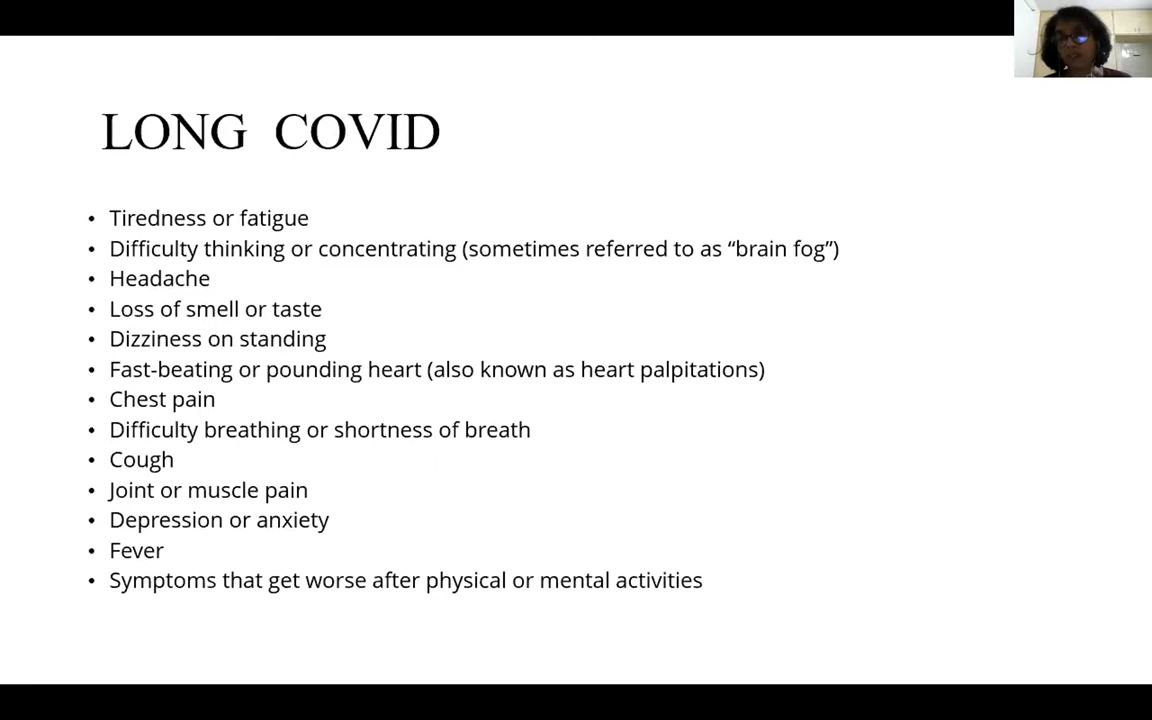 LONG COVID
• Tiredness or fatigue
• Difficulty thinking or concentrating (sometimes referred to as “brain fog”)
• Headache
• Loss of smell or taste
• Dizziness on standing
• Fast-beating or pounding heart (also known as heart palpitations)
• Chest pain
• Difficulty breathing or shortness of breath
• Cough
• Joint or muscle pain
• Depression or anxiety
• Fever
• Symptoms that get worse after physical or mental activities